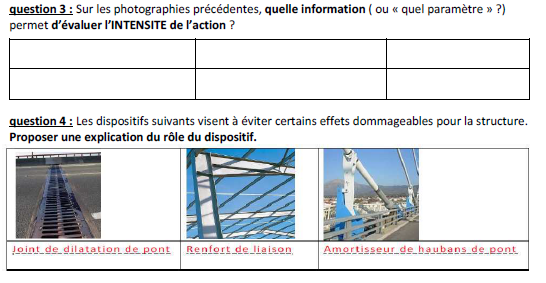 question 3 : Sur les photographies précédentes, quelle information ( ou « quel paramètre » ?)
permet d’évaluer l’INTENSITE de l’action ?
question 4 : Les dispositifs suivants visent à éviter certains effets dommageables pour la structure.
Proposer une explication du rôle du dispositif.
Joint de dilatation de pont
Renfort de liaison
Amortisseur de haubans de pont